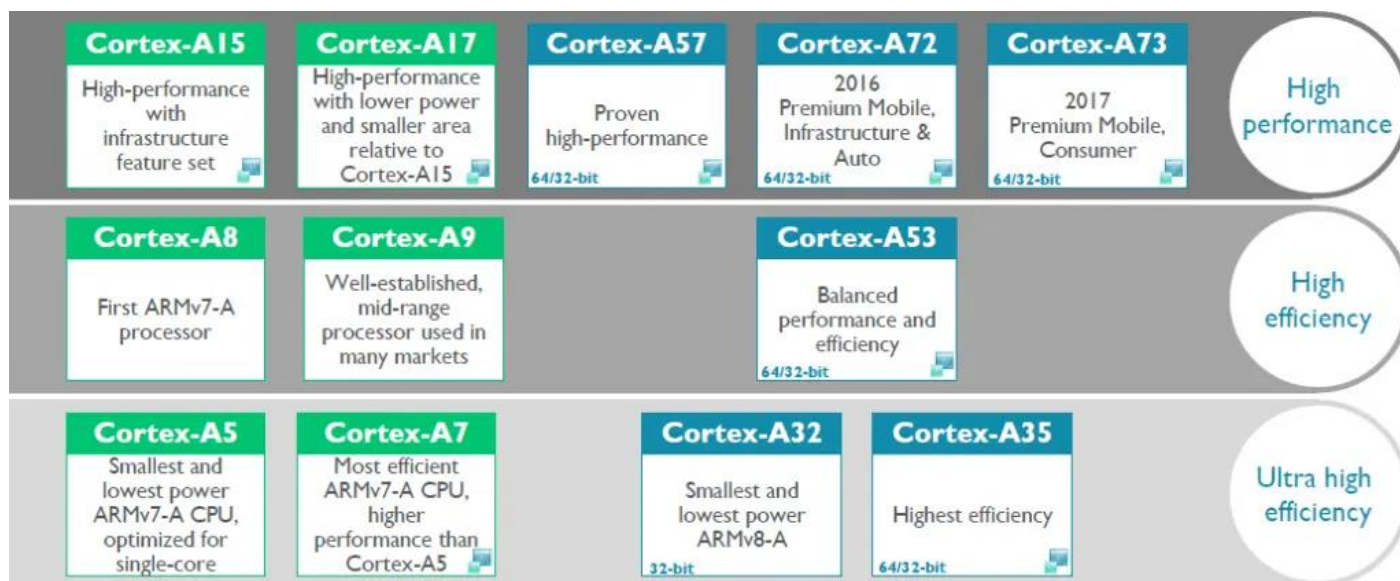 Cortex-A15
High-performance
with
infrastructure
feature set
Cortex-A17
High-performance
with lower power
and smaller area
relative to
Cortex-A15
Cortex-A57
Proven
high-performance
64/32-bit
Cortex-A72
2016
Premium Mobile,
Infrastructure &
Auto
64/32-bit
Cortex-A73
2017
Premium Mobile,
Consumer
64/32-bit
High
performance
Cortex-A8
First ARMv7-A
processor
Cortex-A9
Well-established,
mid-range
processor used in
many markets
Cortex-A53
Balanced
performance and
efficiency
64/32-bit
High
efficiency
Cortex-A5
Smallest and
lowest power
ARMv7-A CPU,
optimized for
single-core
Cortex-A7
Most efficient
ARMv7-A CPU,
higher
performance than
Cortex-A5
Cortex-A32
Smallest and
lowest power
ARMv8-A
32-bit
Cortex-A35
Highest efficiency
64/32-bit
Ultra high
efficiency